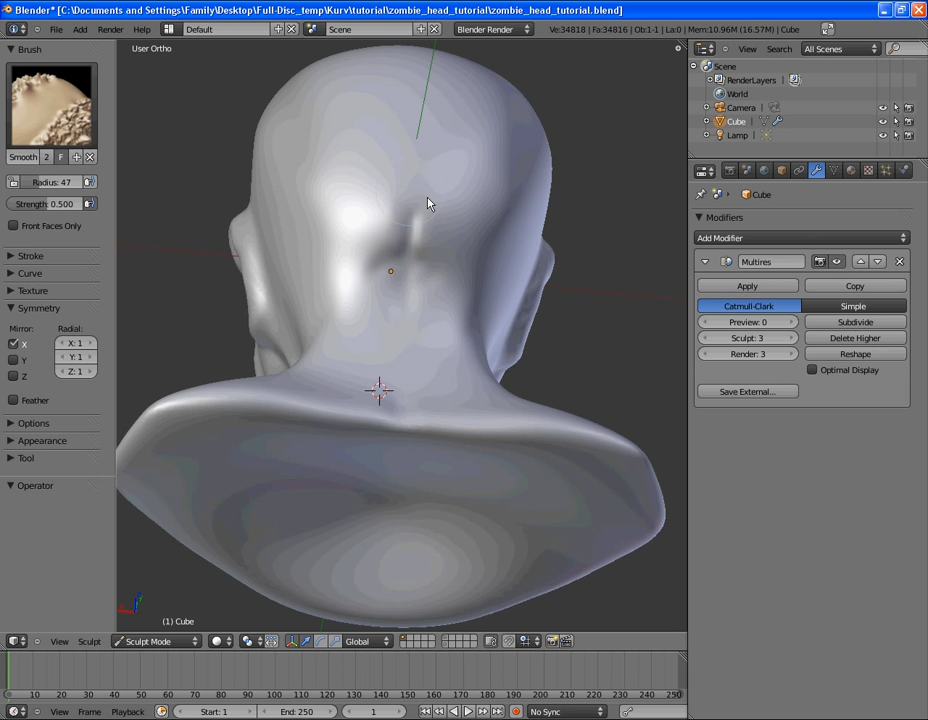 Blender* [C:\Documents and Settings\Family\Desktop\Full-Disc_temp\Kurv\tutorial\zombie_head_tutorial\zombie_head_tutorial.blend]
File Add Render Help Default Scene Blender Render Ve:34818 | Fa:34816 | Ob:1-1 | La:0 | Mem:10.96M (16.57M) | Cube
Brush
User Ortho
View Search All Scenes
Scene
RenderLayers |
World
Camera |
Cube |
Lamp |
Smooth 2 F
Radius: 47
Strength: 0.500
Front Faces Only
Stroke
Curve
Texture
Symmetry
Mirror: Radial:
X X: 1
Y Y: 1
Z Z: 1
Feather
Options
Appearance
Tool
Operator
Cube
Modifiers
Add Modifier
Multires
Apply Copy
Catmull-Clark Simple
Preview: 0 Subdivide
Sculpt: 3 Delete Higher
Render: 3 Reshape
Optimal Display
Save External...
(1) Cube
View Sculpt Sculpt Mode Global
0 10 20 30 40 50 60 70 80 90 100 110 120 130 140 150 160 170 180 190 200 210 220 230 240 250
View Frame Playback Start: 1 End: 250 1 No Sync